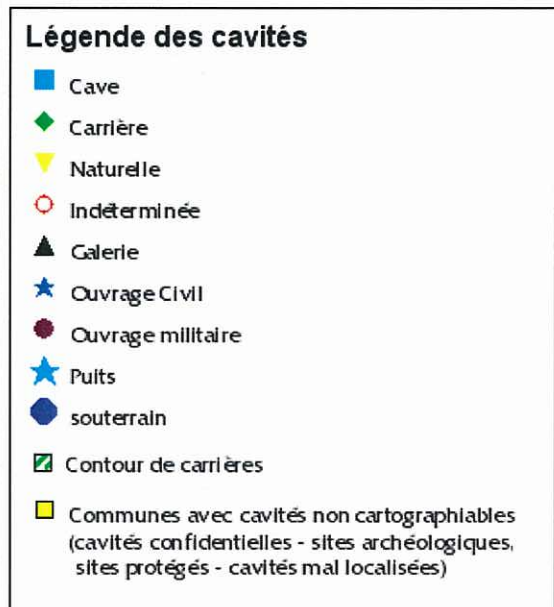 Légende des cavités
Cave
Carrière
Naturelle
Indéterminée
Galerie
Ouvrage Civil
Ouvrage militaire
Puits
souterrain
Contour de carrières
Communes avec cavités non cartographiables
(cavités confidentielles - sites archéologiques,
sites protégés - cavités mal localisées)